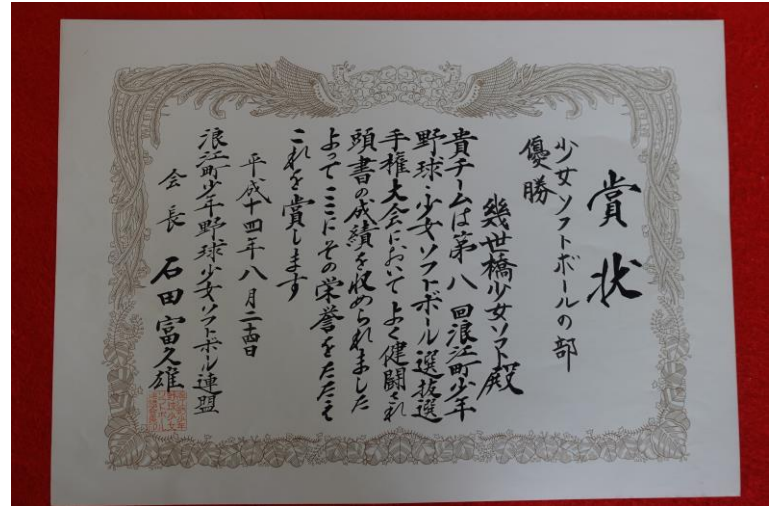 賞状
少女ソフトボールの部
優勝
幾世橋少女ソフト殿
貴チームは第八回浪江町少年
野球・少女ソフトボール選抜選
手権大会において よく健闘され
頭書の成績を収められました
よって ここにその栄誉をたたえ
これを賞します
平成十四年八月二十四日
浪江町少年野球少女ソフトボール連盟
会長 石田富久雄